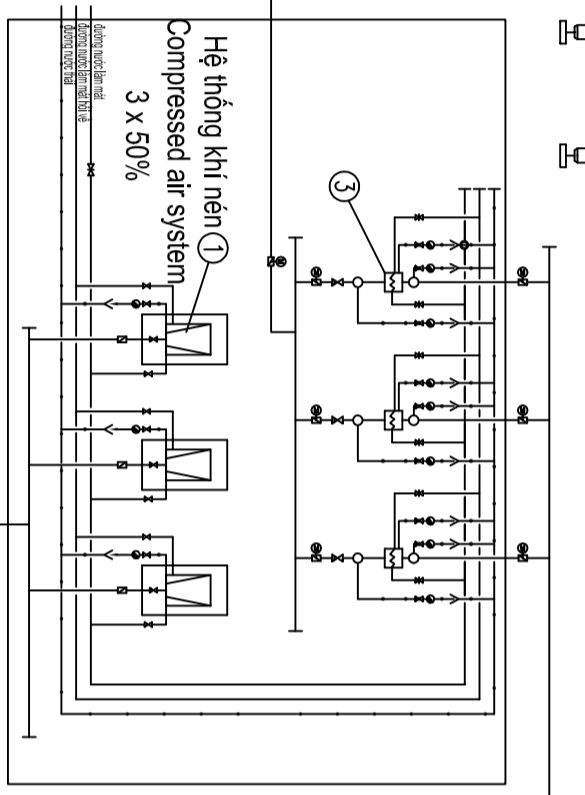 Hệ thống khí nén
Compressed air system
3 x 50%
1
3
đường nước làm mát
đường nước làm mát hồi về
đường nước thải